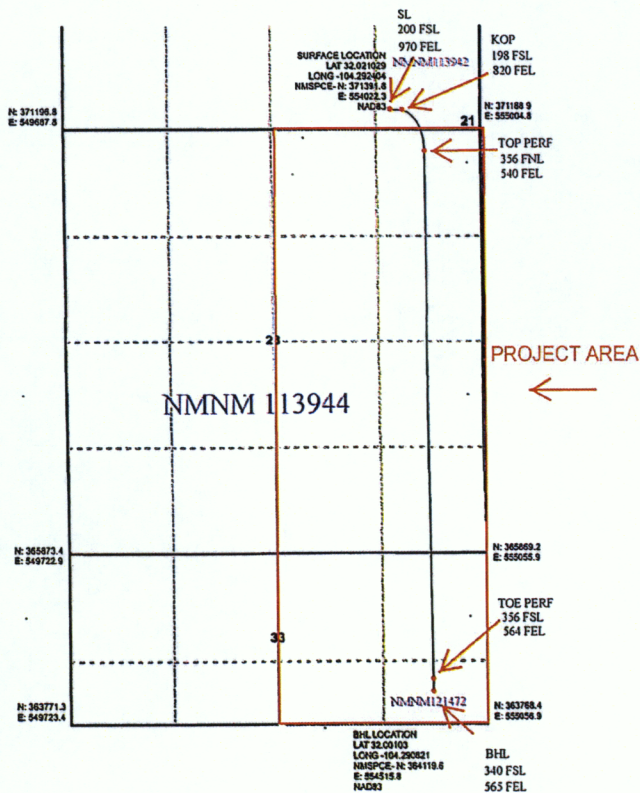 SL
200 FSL
970 FEL
KOP
198 FSL
820 FEL
SURFACE LOCATION
LAT 32.021029
LONG -104.292404
NMSPCE- N: 371391.8
E: 554022.3
NAD83
NMNM113942
N: 371196.8
E: 549687.8
21
N: 371188 9
E: 555004.8
TOP PERF
356 FNL
540 FEL
PROJECT AREA
NMNM 113944
N: 365873.4
E: 549722.9
N: 365869.2
E: 555055.9
TOE PERF
356 FSL
564 FEL
33
NMNM121472
N: 363771.3
E: 549723.4
N: 363768.4
E: 555056.9
BHL LOCATION
LAT 32.00103
LONG -104.290821
NMSPCE- N: 364119.6
E: 554515.8
NAD83
BHL
340 FSL
565 FEL